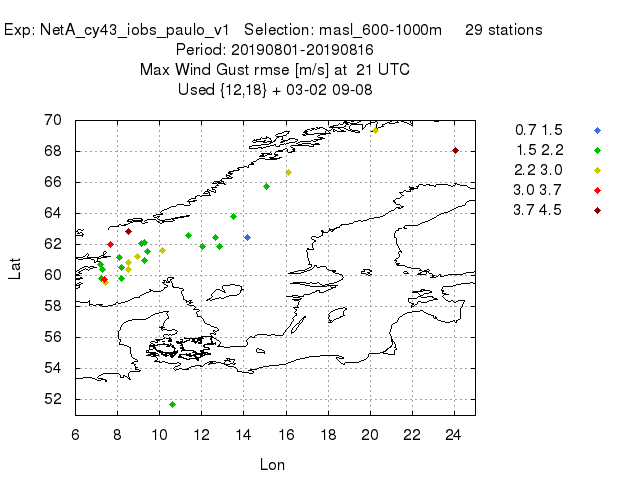 Exp: NetA_cy43_iobs_paulo_v1 Selection: masl_600-1000m 29 stations
Period: 20190801-20190816
Max Wind Gust rmse [m/s] at 21 UTC
Used {12,18} + 03-02 09-08
70
68
66
64
62
60
58
56
54
52
Lat
6 8 10 12 14 16 18 20 22 24
Lon
0.7 1.5
1.5 2.2
2.2 3.0
3.0 3.7
3.7 4.5